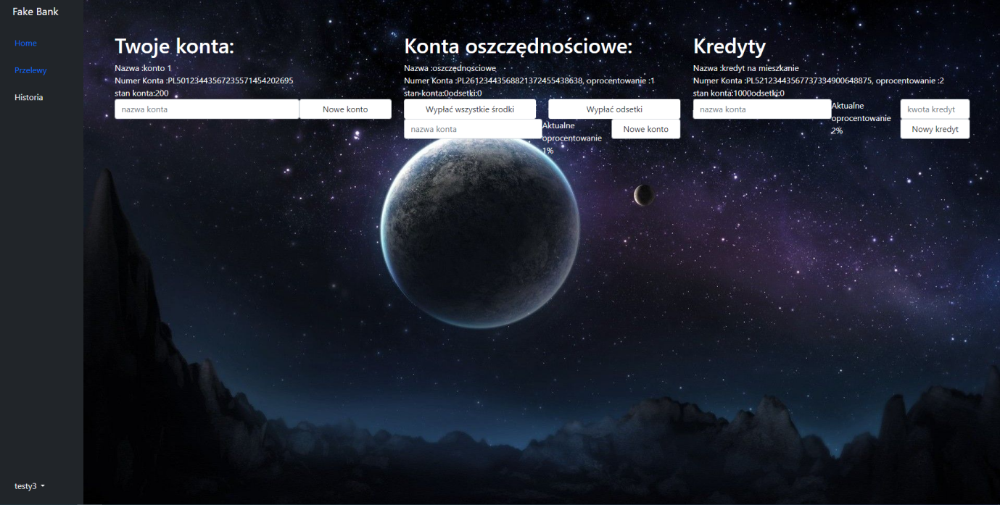 Fake Bank
Home
Przelewy
Historia
testy3
Twoje konta:
Nazwa :konto 1
Numer Konta :PL50123443567235571454202695
stan konta:200
nazwa konta
Nowe konto
Konta oszczędnościowe:
Nazwa :oszczędnosciowe
Numer Konta :PL26123443568821372455438638, oprocentowanie :1
stan konta:0odsetki:0
Wypłać wszystkie środki
Wypłać odsetki
nazwa konta
Aktualne
oprocentowanie
1%
Nowe konto
Kredyty
Nazwa :kredyt na mieszkanie
Numer Konta :PL52123443567737334900648875, oprocentowanie :2
stan konta:1000odsetki:0
nazwa konta
Aktualne
oprocentowanie
2%
kwota kredyt
Nowy kredyt